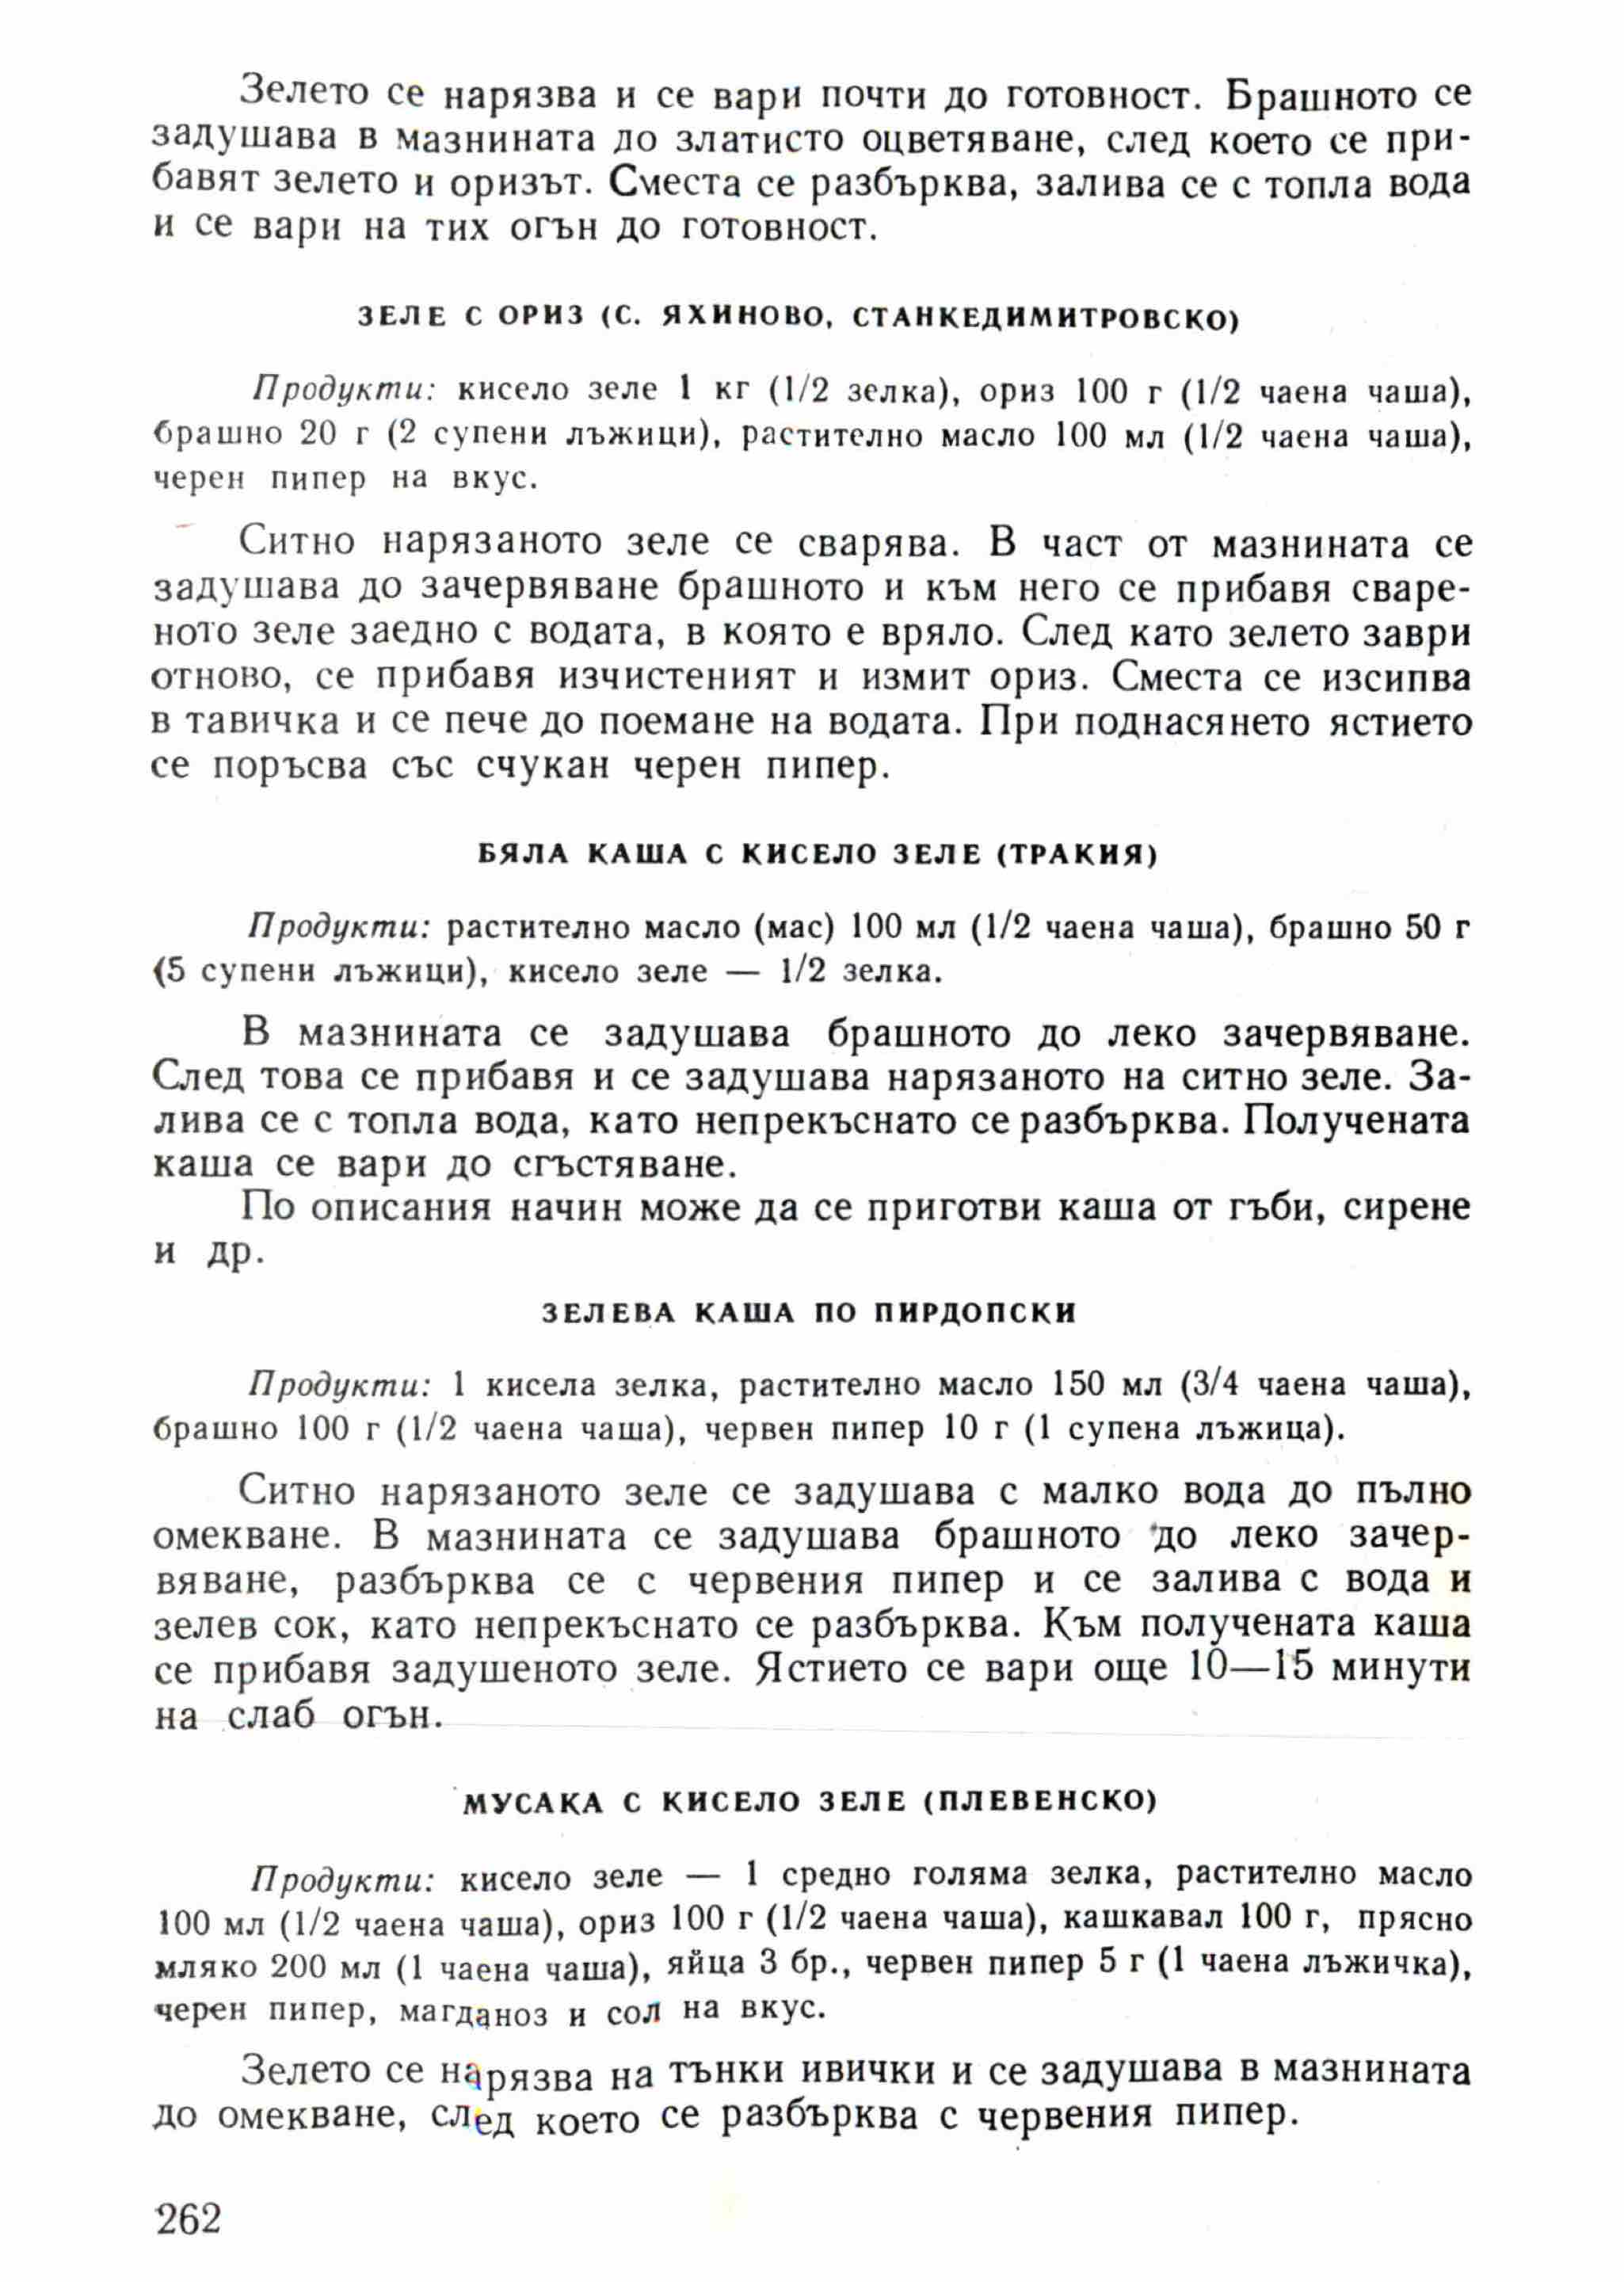 Зелето се нарязва и се вари почти до готовност. Брашното се
задушава в мазнината до златисто оцветяване, след което се при-
бавят зелето и оризът. Сместа се разбърква, залива се с топла вода
и се вари на тих огън до готовност.
ЗЕЛЕ С ОРИЗ (С. ЯХИНОВО, СТАНКЕДИМИТРОВСКО)
Продукти: кисело зеле 1 кг (1/2 зелка), ориз 100 г (1/2 чаена чаша),
брашно 20 г (2 супени лъжици), растително масло 100 мл (1/2 чаена чаша),
черен пипер на вкус.
Ситно нарязаното зеле се сварява. В част от мазнината се
задушава до зачервяване брашното и към него се прибавя сваре-
ното зеле заедно с водата, в която е вряло. След като зелето заври
отново, се прибавя изчистеният и измит ориз. Сместа се изсипва
в тавичка и се пече до поемане на водата. При поднасянето ястието
се поръсва със счукан черен пипер.
БЯЛА КАША С КИСЕЛО ЗЕЛЕ (ТРАКИЯ)
Продукти: растително масло (мас) 100 мл (1/2 чаена чаша), брашно 50 г
(5 супени лъжици), кисело зеле — 1/2 зелка.
В мазнината се задушава брашното до леко зачервяване.
След това се прибавя и се задушава нарязаното на ситно зеле. За-
лива се с топла вода, като непрекъснато се разбърква. Получената
каша се вари до сгъстяване.
По описания начин може да се приготви каша от гъби, сирене
и др.
ЗЕЛЕВА КАША ПО ПИРДОПСКИ
Продукти: 1 кисела зелка, растително масло 150 мл (3/4 чаена чаша),
брашно 100 г (1/2 чаена чаша), червен пипер 10 г (1 супена лъжица).
Ситно нарязаното зеле се задушава с малко вода до пълно
омекване. В мазнината се задушава брашното до леко зачер-
вяване, разбърква се с червения пипер и се залива с вода и
зелев сок, като непрекъснато се разбърква. Към получената каша
се прибавя задушеното зеле. Ястието се вари още 10—15 минути
на слаб огън.
МУСАКА С КИСЕЛО ЗЕЛЕ (ПЛЕВЕНСКО)
Продукти: кисело зеле — 1 средно голяма зелка, растително масло
100 мл (1/2 чаена чаша), ориз 100 г (1/2 чаена чаша), кашкавал 100 г, прясно
мляко 200 мл (1 чаена чаша), яйца 3 бр., червен пипер 5 г (1 чаена лъжичка),
черен пипер, магданоз и сол на вкус.
Зелето се нарязва на тънки ивички и се задушава в мазнината
до омекване, след което се разбърква с червения пипер.
262